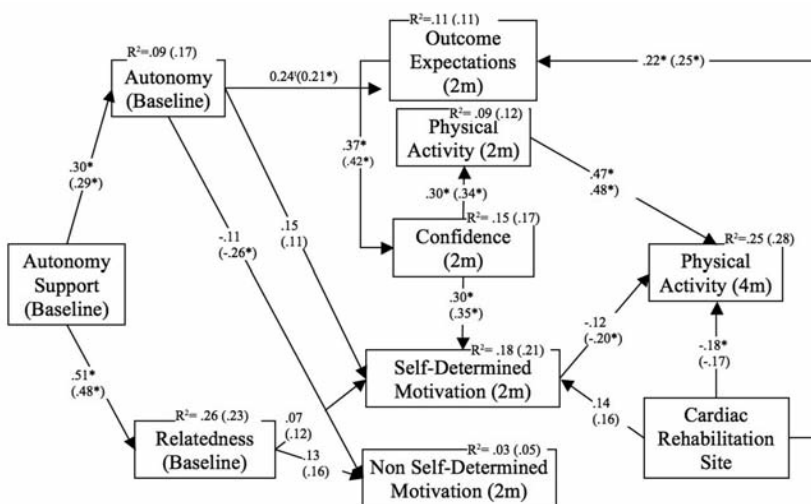 R²=.11 (.11)
Outcome
Expectations
(2m)
R²=.09 (.17)
Autonomy
(Baseline)
0.24ᵗ(0.21*)
.22* (.25*)
R²= .09 (.12)
Physical
Activity (2m)
.37*
(.42*)
.47*
.48*)
.30*
(.29*)
.30* (.34*)
-.11
(-.26*)
.15
(.11)
R²= .15 (.17)
Confidence
(2m)
R²=.25 (.28)
Physical
Activity (4m)
Autonomy
Support
(Baseline)
.30*
(.35*)
-.12
(-.20*)
-.18*
(-.17)
R²= .18 (.21)
Self-Determined
Motivation (2m)
.51*
(.48*)
.14
(.16)
R²= .26 (.23)
Relatedness
(Baseline)
.07
(.12)
.13
(.16)
Cardiac
Rehabilitation
Site
R²= .03 (.05)
Non Self-Determined
Motivation (2m)